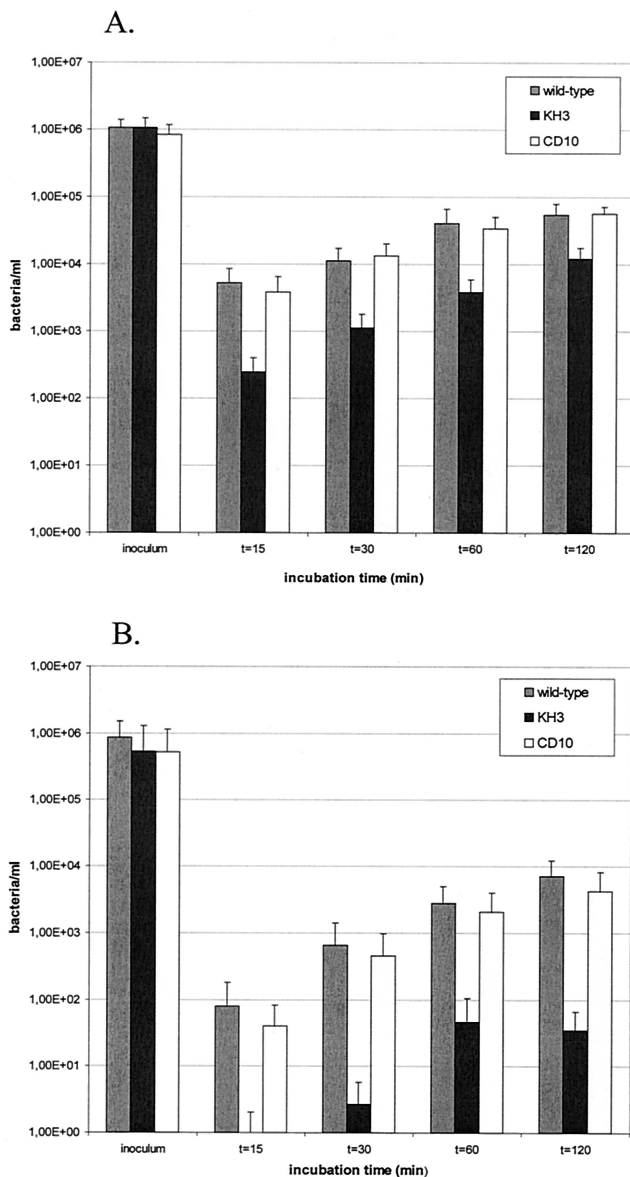 A.
1,00E+07
1,00E+06
1,00E+05
1,00E+04
1,00E+03
1,00E+02
1,00E+01
1,00E+00
bacteria/ml
wild-type
KH3
CD10
inoculum t=15 t=30 t=60 t=120
incubation time (min)
B.
1,00E+07
1,00E+06
1,00E+05
1,00E+04
1,00E+03
1,00E+02
1,00E+01
1,00E+00
bacteria/ml
wild-type
KH3
CD10
inoculum t=15 t=30 t=60 t=120
incubation time (min)